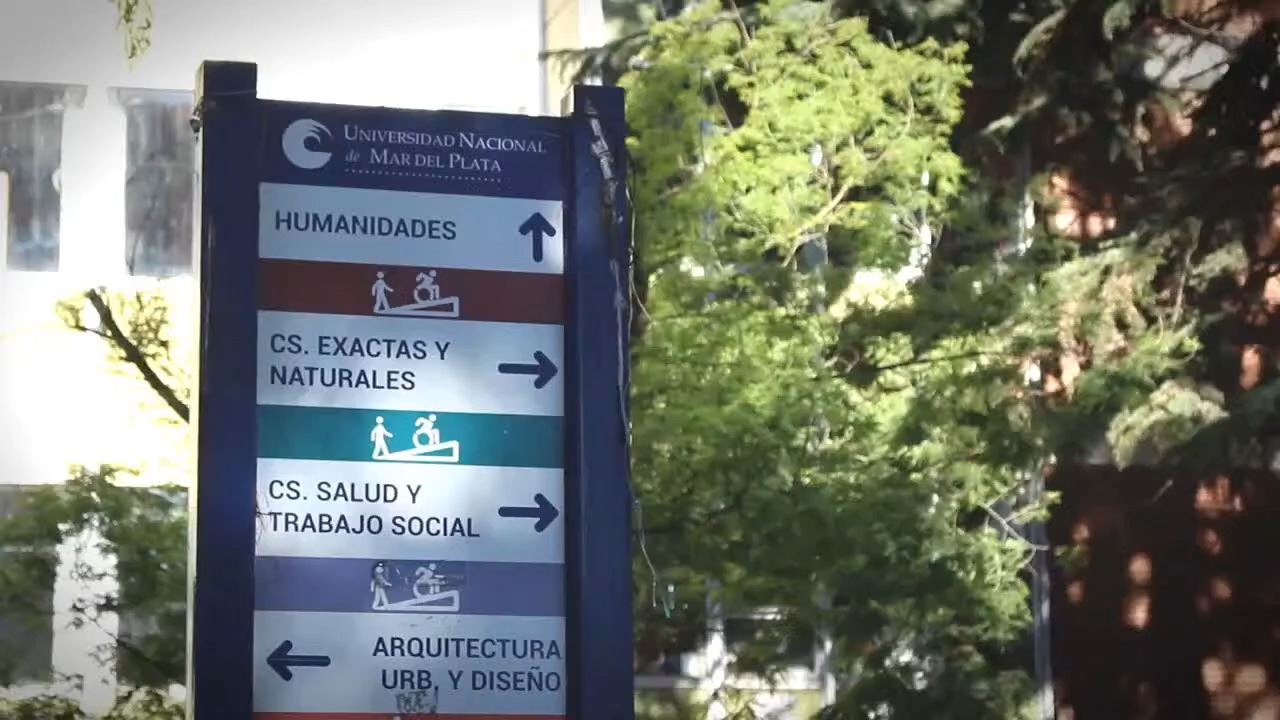 UNIVERSIDAD NACIONAL
de MAR DEL PLATA
HUMANIDADES
CS. EXACTAS Y
NATURALES
CS. SALUD Y
TRABAJO SOCIAL
ARQUITECTURA
URB. Y DISEÑO